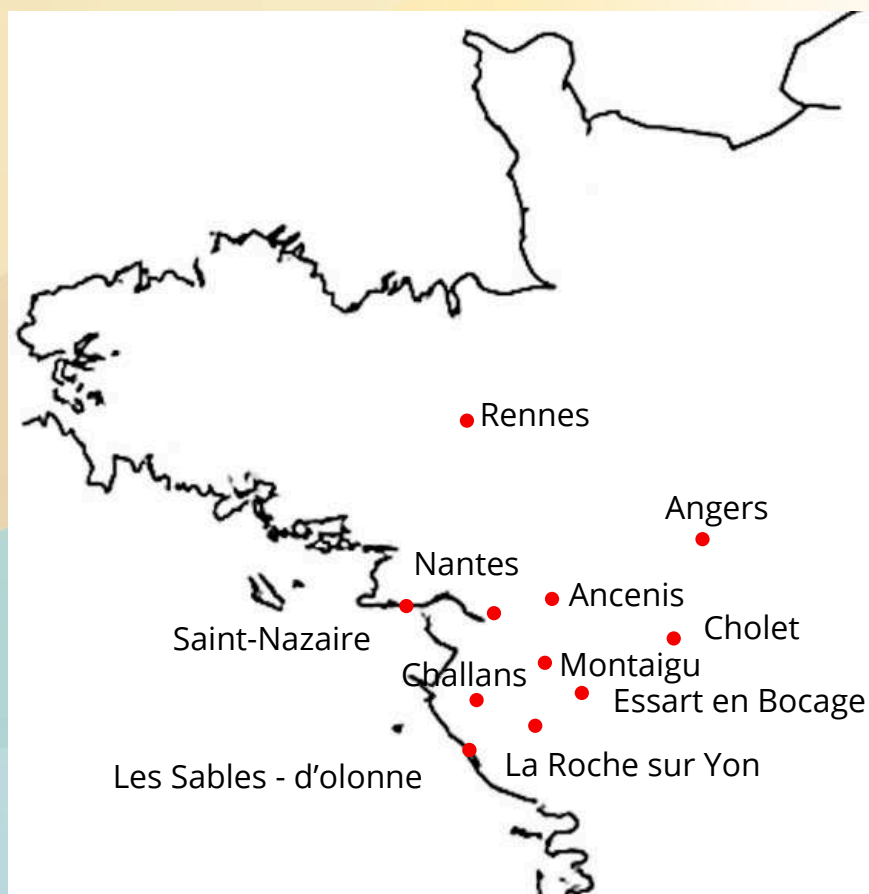 Rennes
Angers
Nantes
Ancenis
Saint-Nazaire
Cholet
Challans
Montaigu
Essart en Bocage
La Roche sur Yon
Les Sables - d'olonne